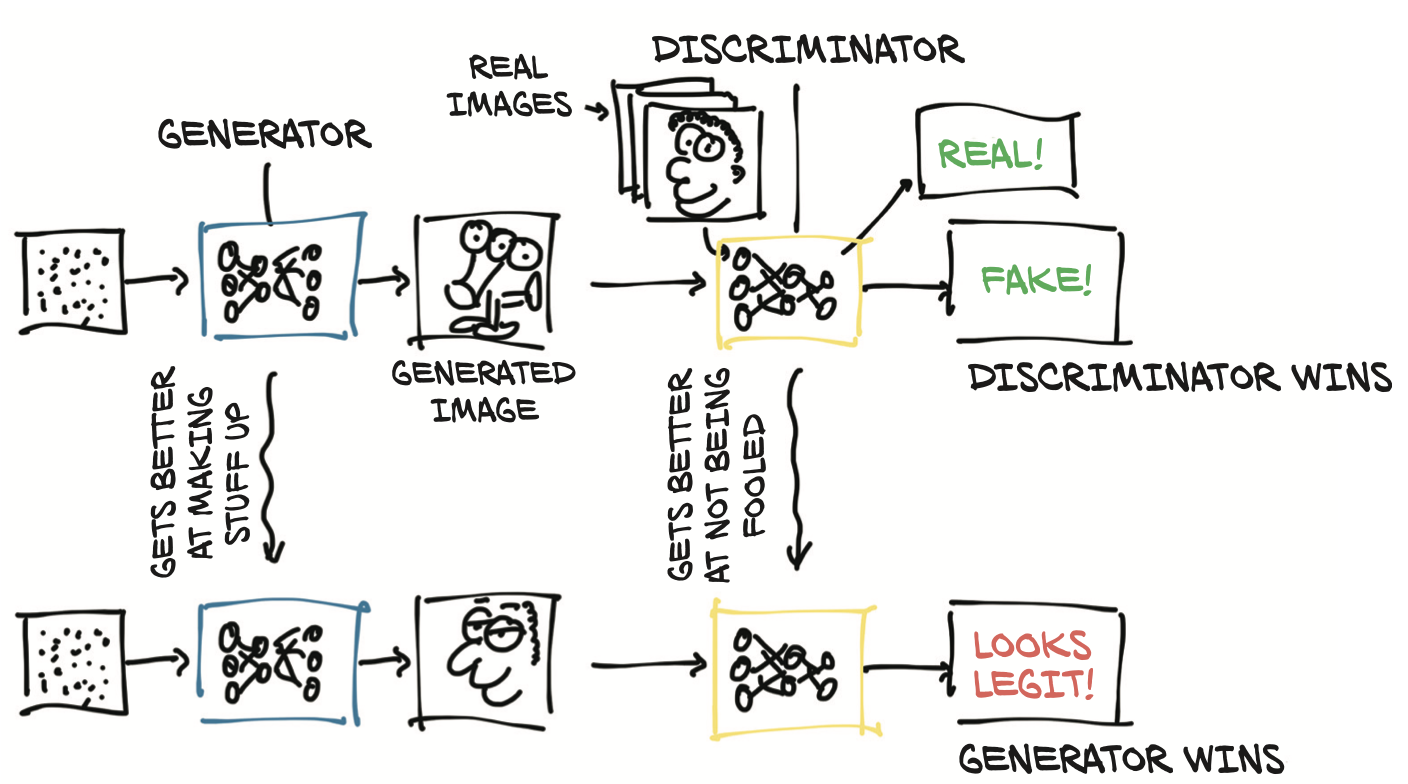 DISCRIMINATOR
REAL
IMAGES
GENERATOR
REAL!
FAKE!
DISCRIMINATOR WINS
GENERATED
IMAGE
GETS BETTER
AT MAKING
STUFF UP
GETS BETTER
AT NOT BEING
FOOLED
LOOKS
LEGIT!
GENERATOR WINS